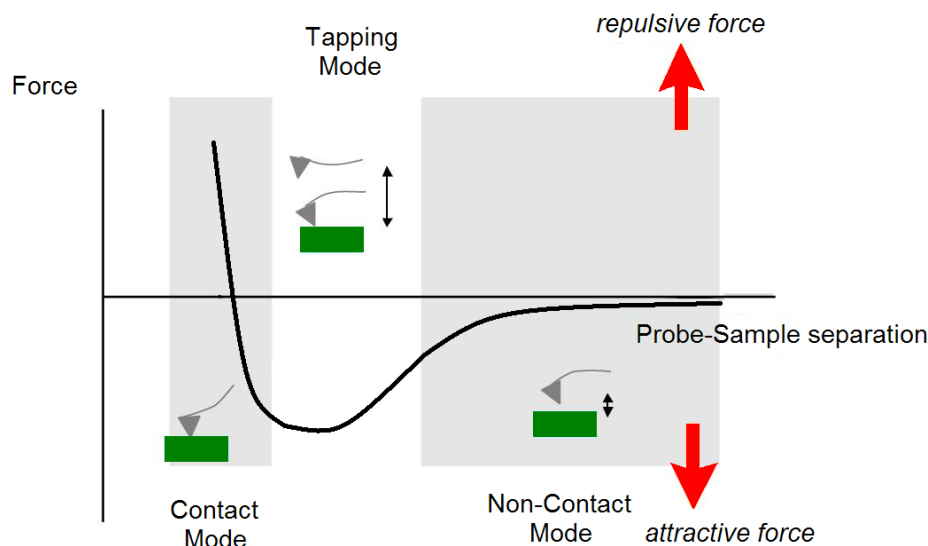 Tapping
Mode
repulsive force
Force
Probe-Sample separation
Contact
Mode
Non-Contact
Mode
attractive force